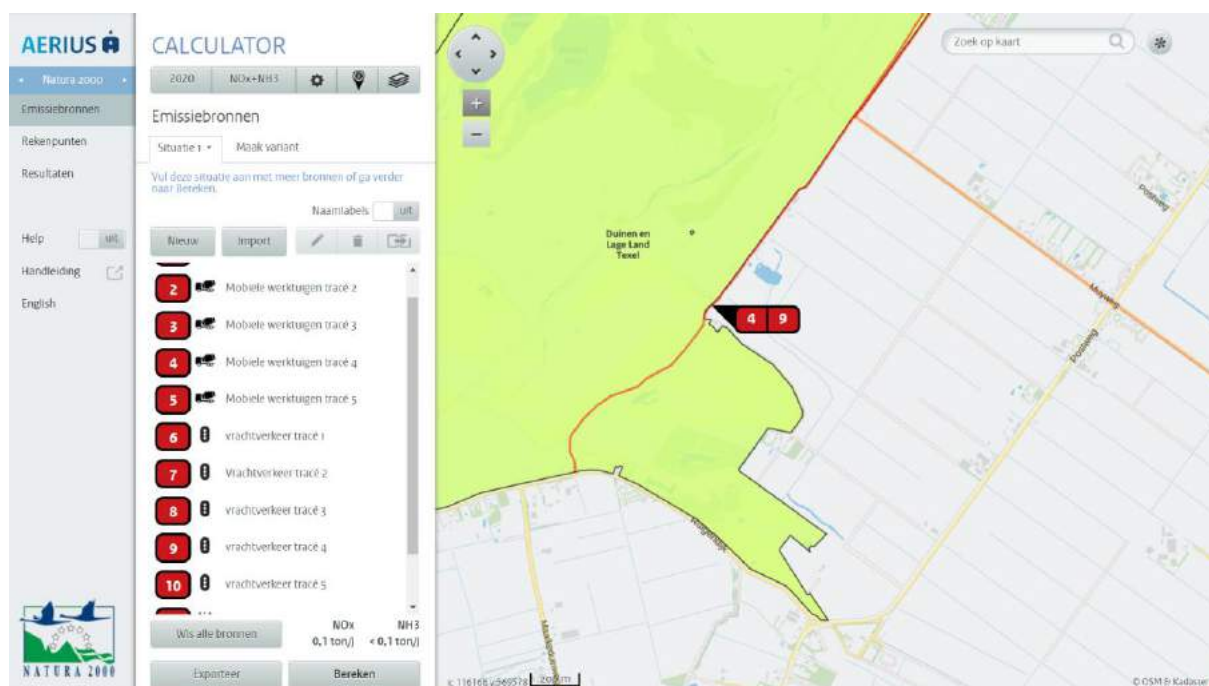 AERIUS
Natura 2000
Emissiebronnen
Rekenpunten
Resultaten
Help uit
Handleiding
English
NATURA 2000
CALCULATOR
2020 NOx+NH3
Emissiebronnen
Situatie 1 Maak variant
Vul deze situatie aan met meer bronnen of ga verder
naar Bereken.
Naamlabels uit
Nieuw Import
2 Mobiele werktuigen tracé 2
3 Mobiele werktuigen tracé 3
4 Mobiele werktuigen tracé 4
5 Mobiele werktuigen tracé 5
6 vrachtverkeer tracé 1
7 Vrachtverkeer tracé 2
8 vrachtverkeer tracé 3
9 vrachtverkeer tracé 4
10 vrachtverkeer tracé 5
Wis alle bronnen
NOx NH3
0,1 ton/j < 0,1 ton/j
Exporteer Bereken
Zoek op kaart
Duinen en
Lage Land
Texel
4 9
Postweg
Muyweg
Postweg
200 m
© OSM & Kadaster